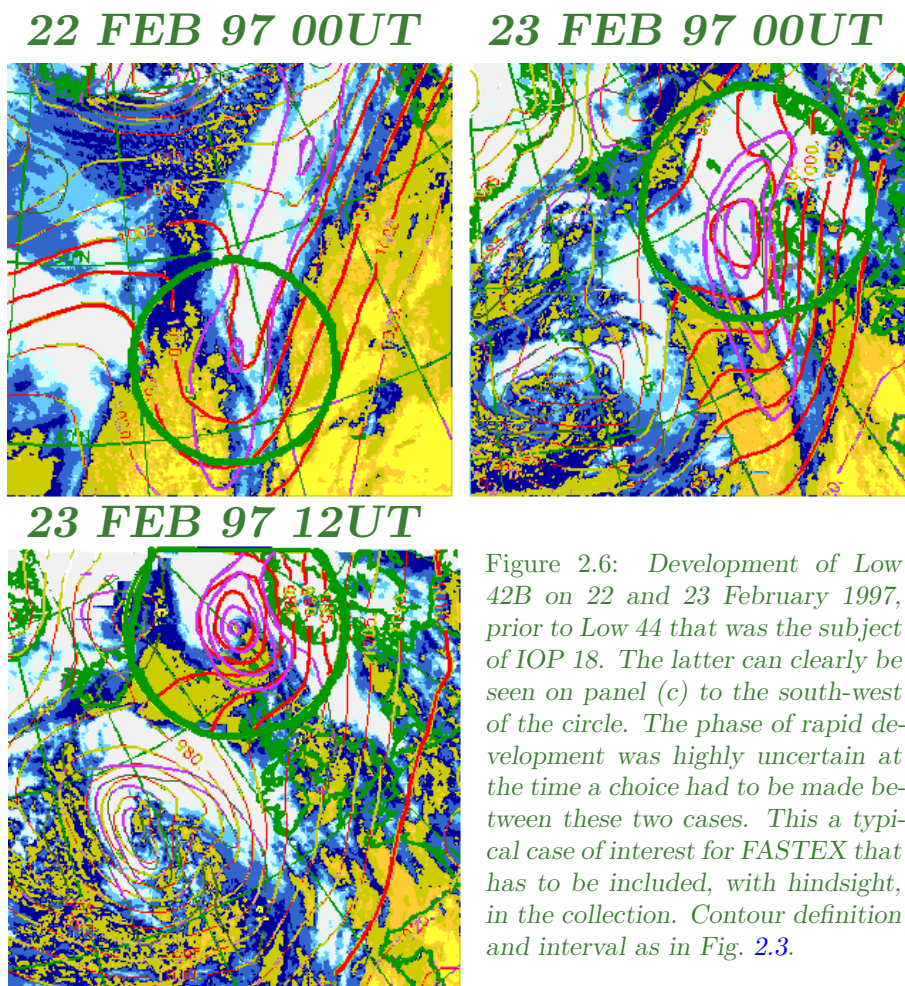 22 FEB 97 00UT
23 FEB 97 00UT
995
1005
1000
23 FEB 97 12UT
980
1005
Figure 2.6: Development of Low
42B on 22 and 23 February 1997,
prior to Low 44 that was the subject
of IOP 18. The latter can clearly be
seen on panel (c) to the south-west
of the circle. The phase of rapid de-
velopment was highly uncertain at
the time a choice had to be made be-
tween these two cases. This a typi-
cal case of interest for FASTEX that
has to be included, with hindsight,
in the collection. Contour definition
and interval as in Fig. 2.3.